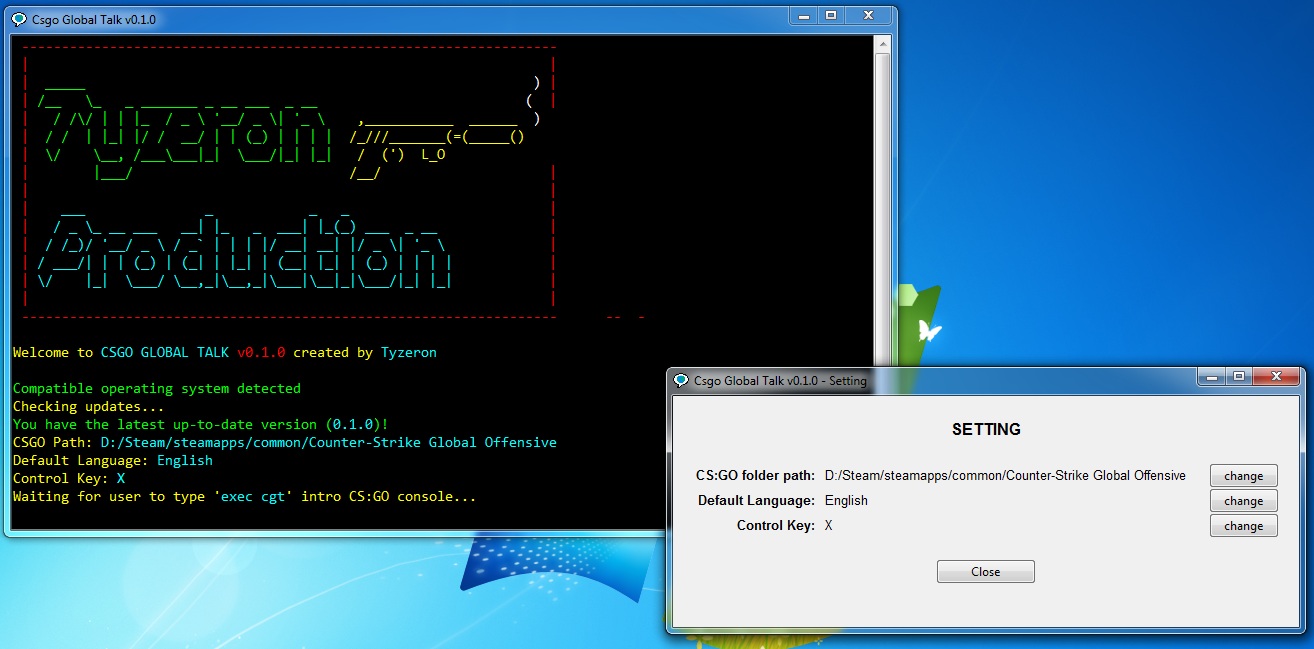 Csgo Global Talk v0.1.0
Tyzeron
Production
Welcome to CSGO GLOBAL TALK v0.1.0 created by Tyzeron
Compatible operating system detected
Checking updates...
You have the latest up-to-date version (0.1.0)!
CSGO Path: D:/Steam/steamapps/common/Counter-Strike Global Offensive
Default Language: English
Control Key: X
Waiting for user to type 'exec cgt' intro CS:GO console...
Csgo Global Talk v0.1.0 - Setting
SETTING
CS:GO folder path: D:/Steam/steamapps/common/Counter-Strike Global Offensive change
Default Language: English change
Control Key: X change
Close